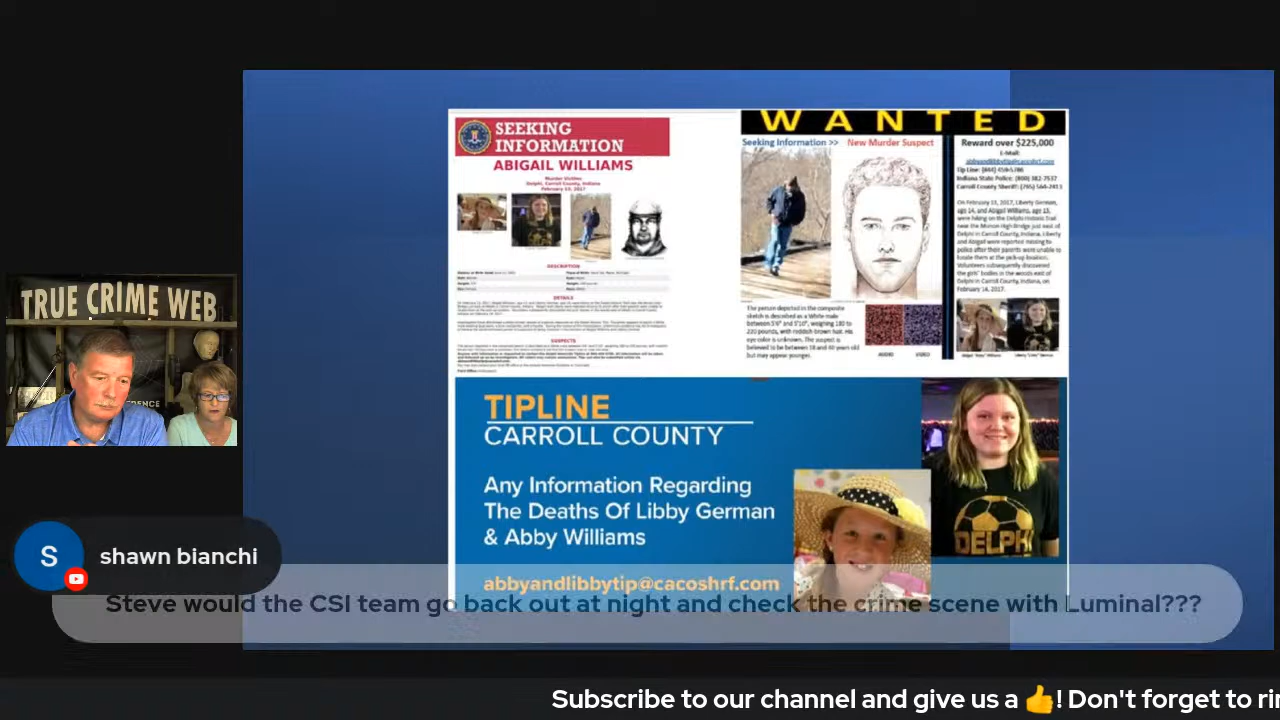 SEEKING
INFORMATION
ABIGAIL WILLIAMS
Murder Victims
Delphi, Carroll County, Indiana
February 14, 2017
DESCRIPTION
DETAILS
SUSPECTS
WANTED
Seeking Information >> New Murder Suspect
Reward over $225,000
E-Mail:
abbyandlibbytip@cacoshrf.com
Tip Line: (844) 459-5786
Indiana State Police: (800) 382-7537
Carroll County Sheriff: (765) 564-2413
On February 13, 2017, Liberty German,
age 14, and Abigail Williams, age 13,
were hiking on the Delphi Historic Trail
near the Monon High Bridge just east of
Delphi in Carroll County, Indiana. Liberty
and Abigail were reported missing to
police after their parents were unable to
locate them at the pick-up location.
Volunteers subsequently discovered
the girls' bodies in the woods east of
Delphi in Carroll County, Indiana, on
February 14, 2017.
The person depicted in the composite
sketch is described as a White male
between 5'6" and 5'10", weighing 180 to
220 pounds, with reddish brown hair. His
eye color is unknown. The suspect is
believed to be between 18 and 40 years old
but may appear younger.
AUDIO VIDEO
Abigail "Abby" Williams Liberty "Libby" German
TRUE CRIME WEB
TIPLINE
CARROLL COUNTY
Any Information Regarding
The Deaths Of Libby German
& Abby Williams
abbyandlibbytip@cacoshrf.com
DELPHI
S
shawn bianchi
Steve would the CSI team go back out at night and check the crime scene with Luminal???
Subscribe to our channel and give us a 👍! Don't forget to ri